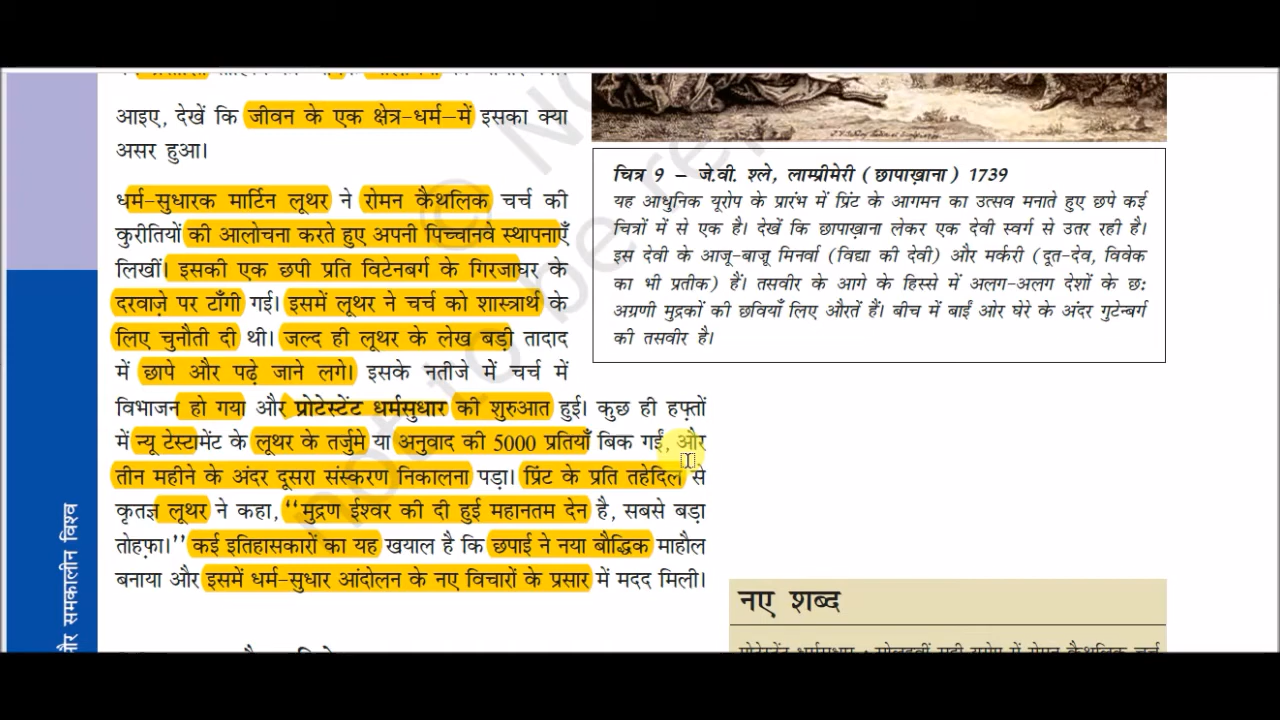 आइए, देखें कि जीवन के एक क्षेत्र-धर्म–में इसका क्या
असर हुआ।
धर्म-सुधारक मार्टिन लूथर ने रोमन कैथलिक चर्च की
कुरीतियों की आलोचना करते हुए अपनी पिच्चानवे स्थापनाएँ
लिखीं। इसकी एक छपी प्रति विटेनबर्ग के गिरजाघर के
दरवाज़े पर टाँगी गई। इसमें लूथर ने चर्च को शास्त्रार्थ के
लिए चुनौती दी थी। जल्द ही लूथर के लेख बड़ी तादाद
में छापे और पढ़े जाने लगे। इसके नतीजे में चर्च में
विभाजन हो गया और प्रोटेस्टेंट धर्मसुधार की शुरुआत हुई। कुछ ही हफ़्तों
में न्यू टेस्टामेंट के लूथर के तर्जुमे या अनुवाद की 5000 प्रतियाँ बिक गईं, और
तीन महीने के अंदर दूसरा संस्करण निकालना पड़ा। प्रिंट के प्रति तहेदिल से
कृतज्ञ लूथर ने कहा, “मुद्रण ईश्वर की दी हुई महानतम देन है, सबसे बड़ा
तोहफ़ा।” कई इतिहासकारों का यह खयाल है कि छपाई ने नया बौद्धिक माहौल
बनाया और इसमें धर्म-सुधार आंदोलन के नए विचारों के प्रसार में मदद मिली।
चित्र 9 – जे.वी. श्ले, लाम्प्रीमेरी (छापाख़ाना) 1739
यह आधुनिक यूरोप के प्रारंभ में प्रिंट के आगमन का उत्सव मनाते हुए छपे कई
चित्रों में से एक है। देखें कि छापाख़ाना लेकर एक देवी स्वर्ग से उतर रही है।
इस देवी के आजू-बाजू मिनर्वा (विद्या की देवी) और मर्करी (दूत-देव, विवेक
का भी प्रतीक) हैं। तसवीर के आगे के हिस्से में अलग-अलग देशों के छः
अग्रणी मुद्रकों की छवियाँ लिए औरतें हैं। बीच में बाईं ओर घेरे के अंदर गुटेन्बर्ग
की तसवीर है।
नए शब्द
और समकालीन विश्व
not to be re
© N